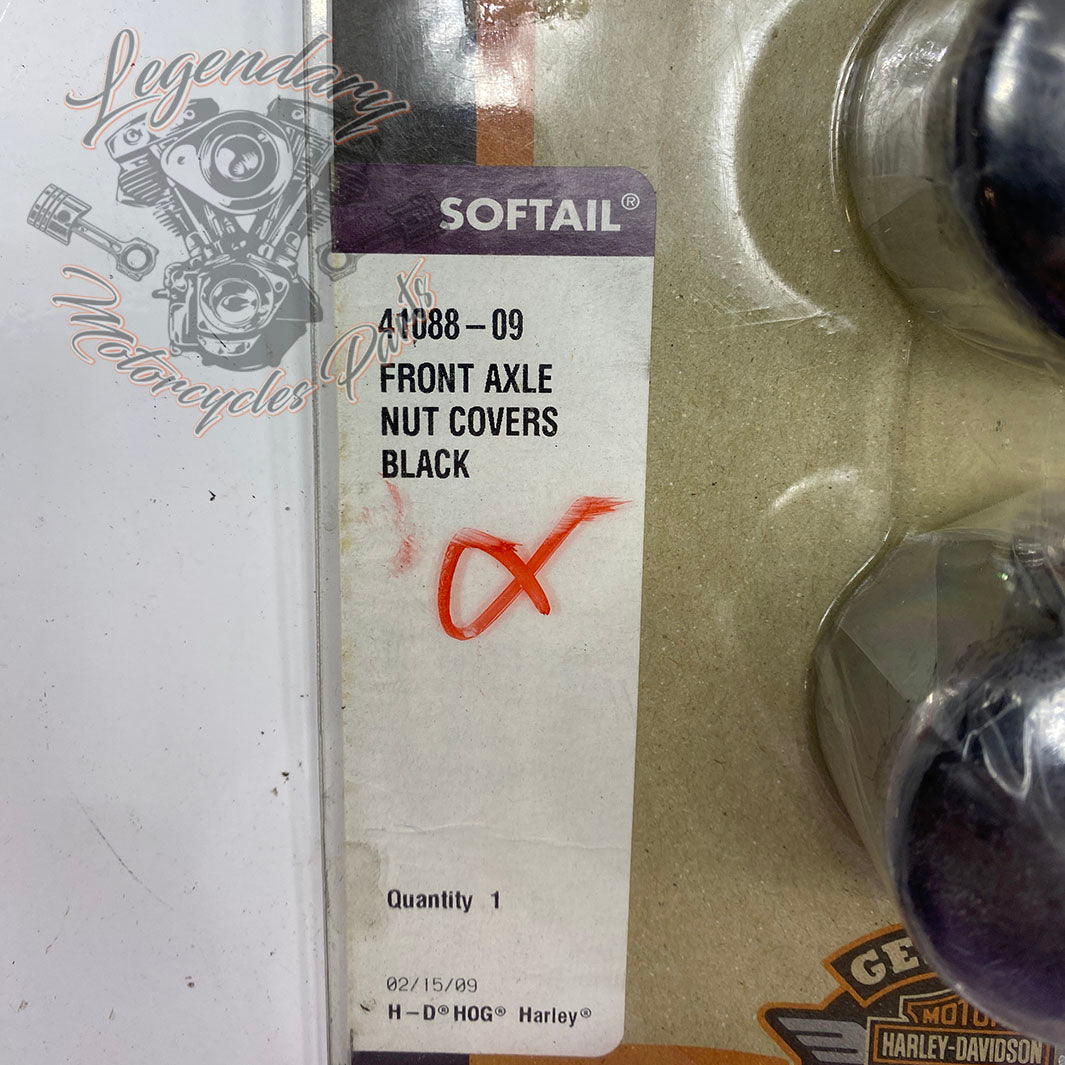 Legendary
Motorcycles Parts
SOFTAIL®
41088-09
FRONT AXLE
NUT COVERS
BLACK
Quantity 1
02/15/09
H-D® HOG® Harley®
HARLEY-DAVIDSON